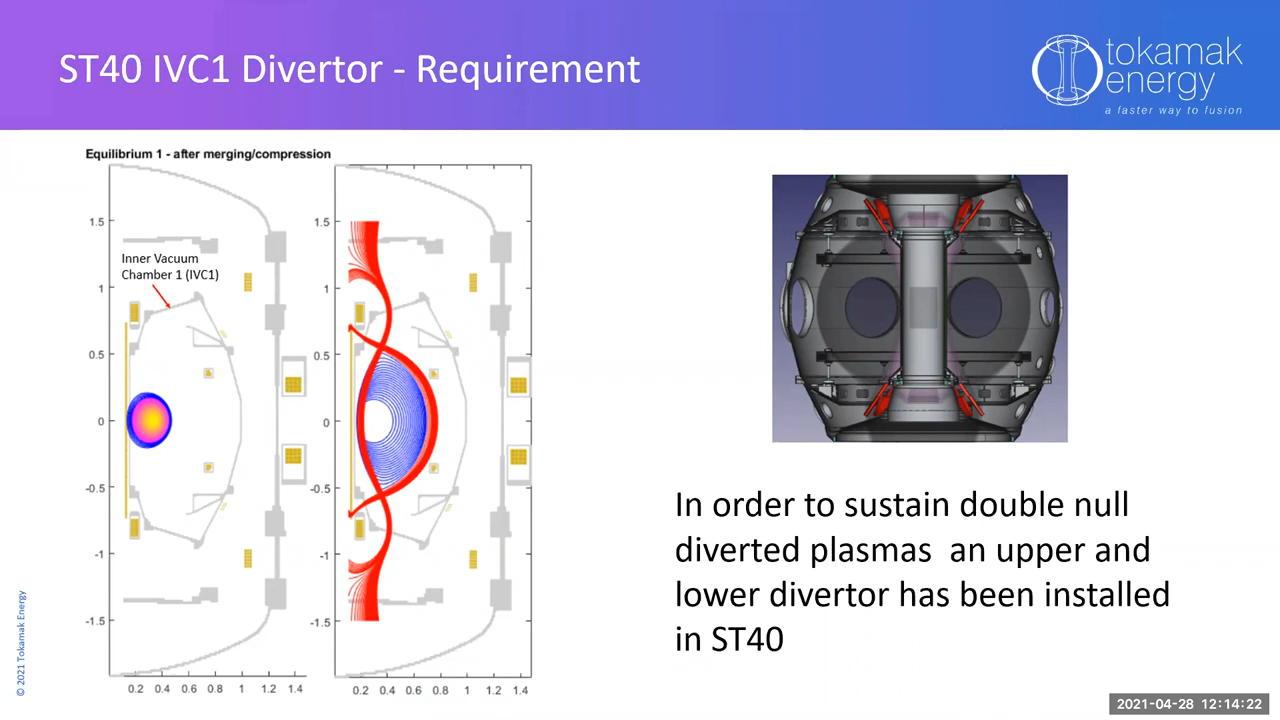 ST40 IVC1 Divertor - Requirement
tokamak
energy
a faster way to fusion
Equilibrium 1 - after merging/compression
Inner Vacuum
Chamber 1 (IVC1)
1.5
1
0.5
0
-0.5
-1
-1.5
0.2 0.4 0.6 0.8 1 1.2 1.4
1.5
1
0.5
0
-0.5
-1
-1.5
0.2 0.4 0.6 0.8 1 1.2 1.4
In order to sustain double null
diverted plasmas an upper and
lower divertor has been installed
in ST40
© 2021 Tokamak Energy
2021-04-28 12:14:22